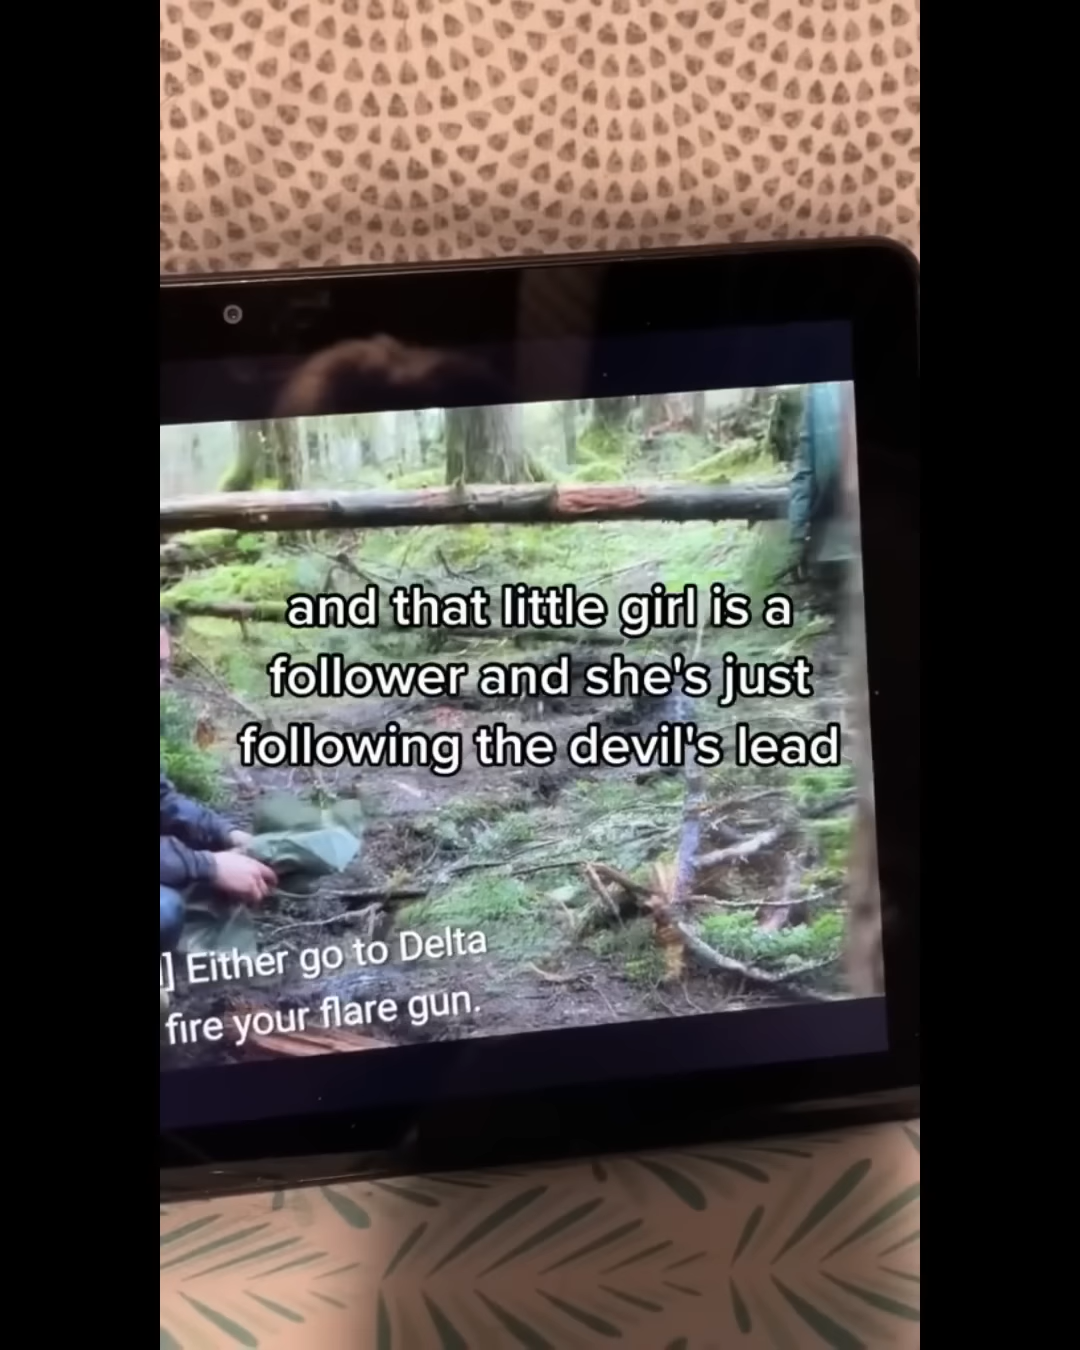 and that little girl is a
follower and she's just
following the devil's lead
] Either go to Delta
fire your flare gun.